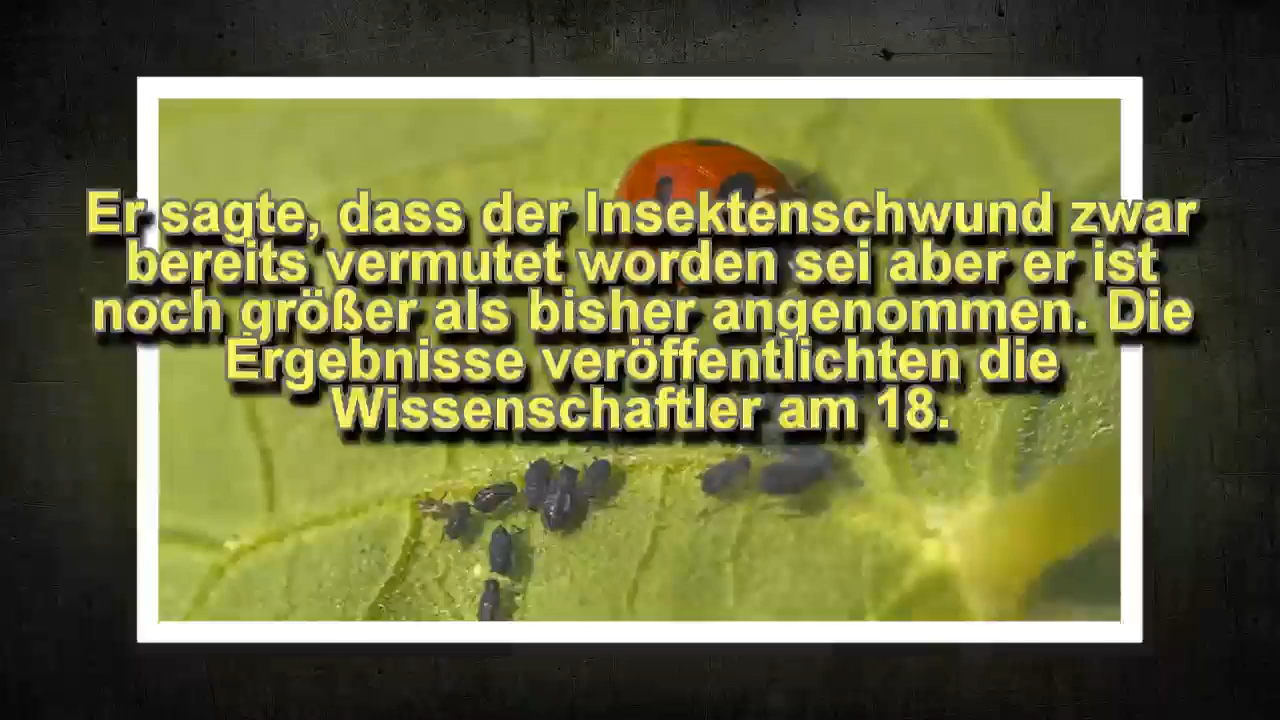 Er sagte, dass der Insektenschwund zwar
bereits vermutet worden sei aber er ist
noch größer als bisher angenommen. Die
Ergebnisse veröffentlichten die
Wissenschaftler am 18.